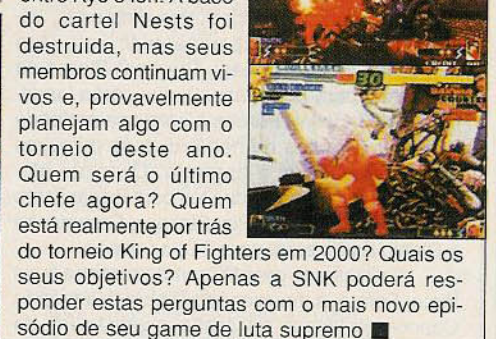 do cartel Nests foi
destruida, mas seus
membros continuam vi-
vos e, provavelmente
planejam algo com o
torneio deste ano.
Quem será o último
chefe agora? Quem
está realmente por trás
do torneio King of Fighters em 2000? Quais os
seus objetivos? Apenas a SNK poderá res-
ponder estas perguntas com o mais novo epi-
sódio de seu game de luta supremo
30